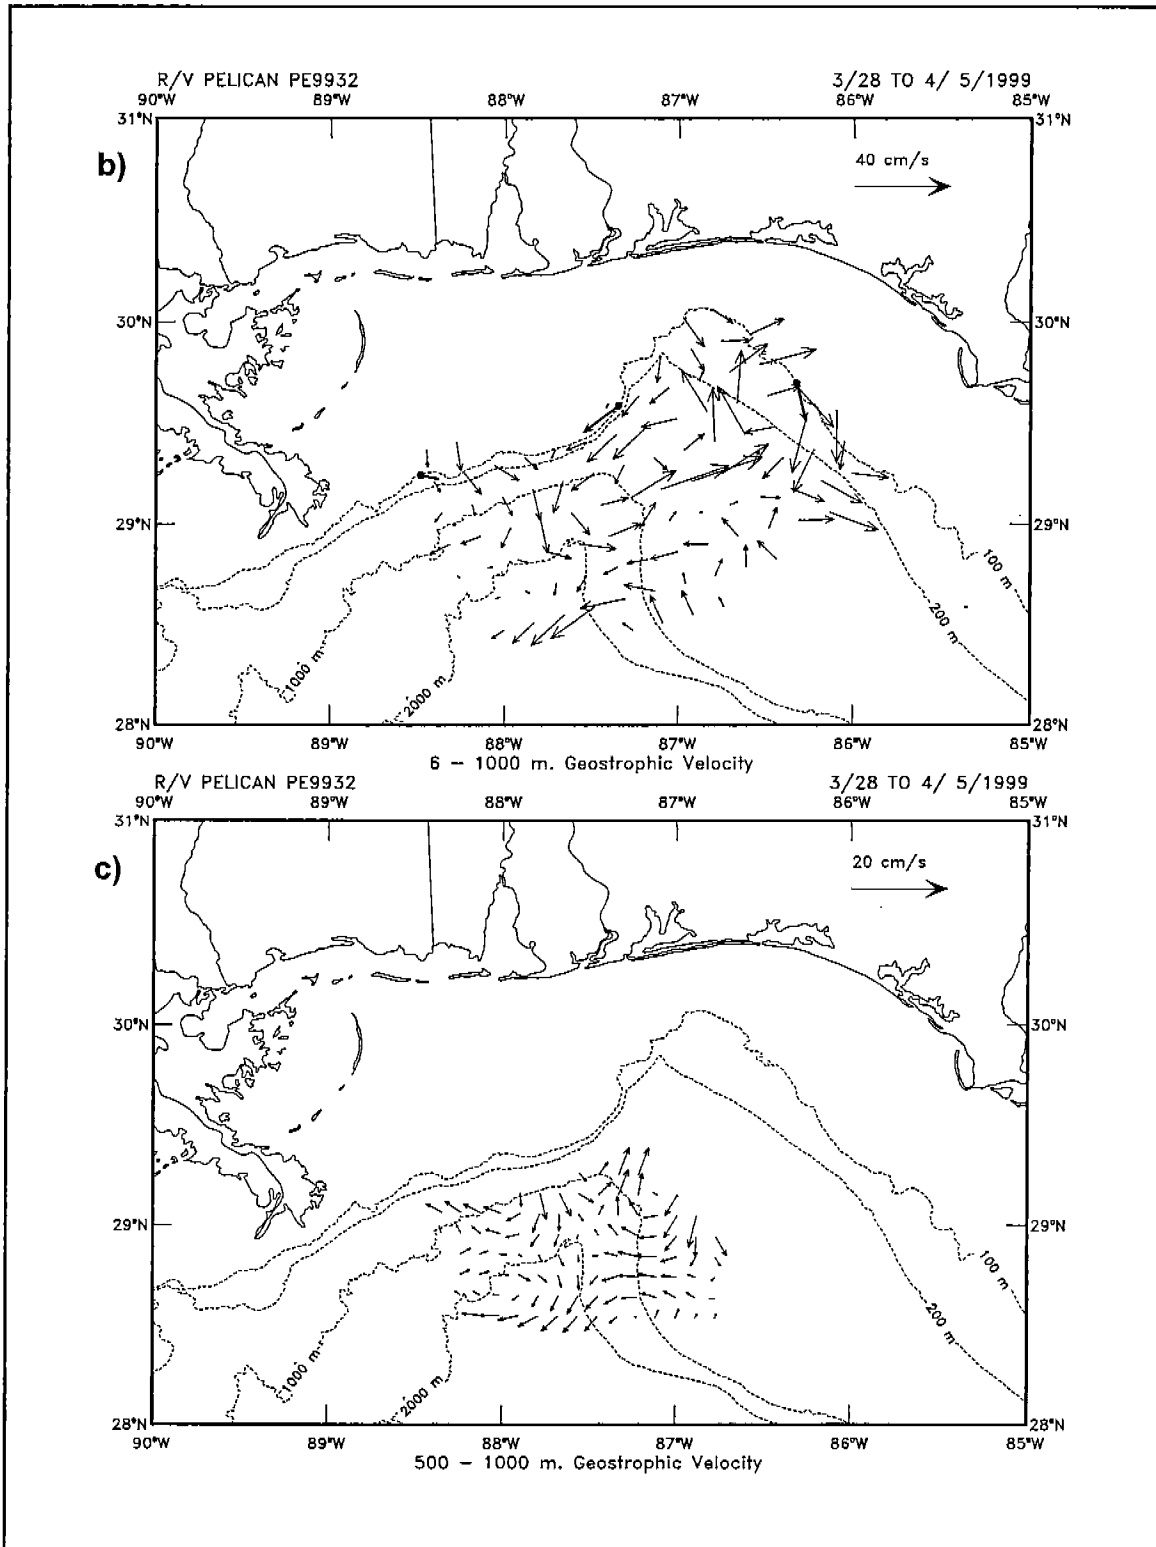 R/V PELICAN PE9932 3/28 TO 4/ 5/1999
90°W 89°W 88°W 87°W 86°W 85°W
31°N 31°N
b)
40 cm/s
30°N 30°N
29°N 29°N
100 m
200 m
1000 m
2000 m
28°N 28°N
90°W 89°W 88°W 87°W 86°W 85°W
6 – 1000 m. Geostrophic Velocity
R/V PELICAN PE9932 3/28 TO 4/ 5/1999
90°W 89°W 88°W 87°W 86°W 85°W
31°N 31°N
c)
20 cm/s
30°N 30°N
29°N 29°N
100 m
200 m
1000 m
2000 m
28°N 28°N
90°W 89°W 88°W 87°W 86°W 85°W
500 – 1000 m. Geostrophic Velocity